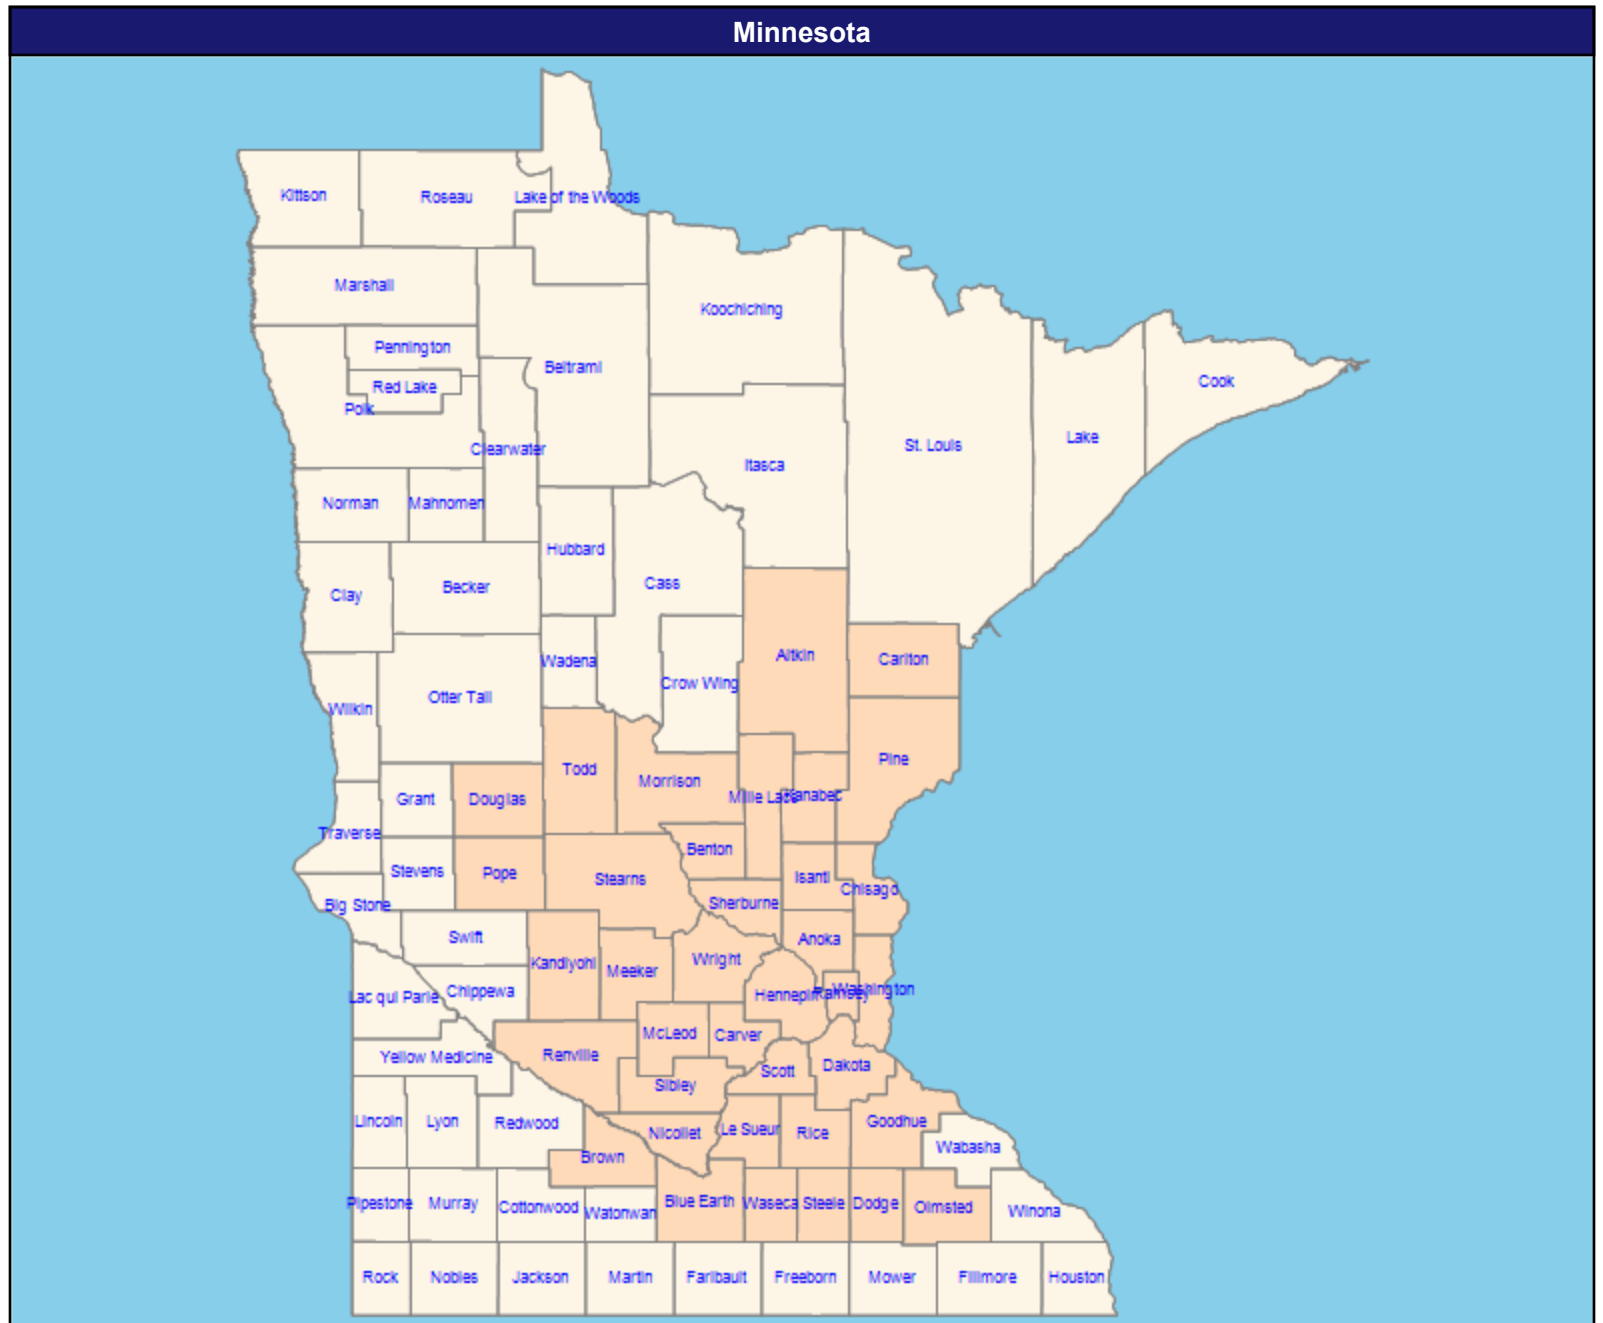 Minnesota
Kittson
Roseau
Lake of the Woods
Marshall
Koochiching
Pennington
Beltrami
Red Lake
Cook
Polk
Lake
Clearwater
St. Louis
Itasca
Norman
Mahnomen
Hubbard
Cass
Becker
Clay
Aitkin
Carlton
Wadena
Crow Wing
Otter Tail
Wilkin
Pine
Todd
Morrison
Mille Lacs
Kanabec
Grant
Douglas
Traverse
Benton
Stevens
Pope
Stearns
Isanti
Chisago
Big Stone
Sherburne
Swift
Anoka
Kandiyohi
Meeker
Wright
Lac qui Parle
Chippewa
Hennepin
Ramsey
Washington
McLeod
Carver
Yellow Medicine
Renville
Dakota
Scott
Sibley
Lincoln
Lyon
Redwood
Goodhue
Le Sueur
Nicollet
Rice
Wabasha
Brown
Pipestone
Murray
Cottonwood
Watonwan
Blue Earth
Waseca
Steele
Dodge
Olmsted
Winona
Rock
Nobles
Jackson
Martin
Faribault
Freeborn
Mower
Fillmore
Houston